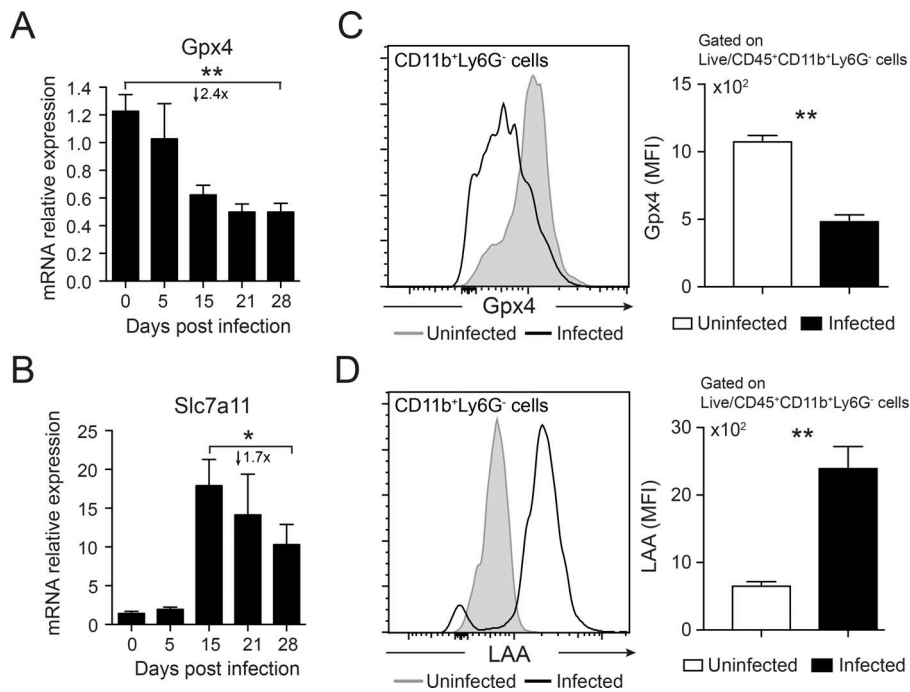 A
Gpx4
**
↓2.4x
mRNA relative expression
1.4
1.2
1.0
0.8
0.6
0.4
0.2
0.0
0 5 15 21 28
Days post infection
B
Slc7a11
*
↓1.7x
mRNA relative expression
25
20
15
10
5
0
0 5 15 21 28
Days post infection
C
CD11b⁺Ly6G⁻ cells
Gpx4
Uninfected Infected
Gated on
Live/CD45⁺CD11b⁺Ly6G⁻ cells
x10²
**
Gpx4 (MFI)
15
10
5
0
Uninfected Infected
D
CD11b⁺Ly6G⁻ cells
LAA
Uninfected Infected
Gated on
Live/CD45⁺CD11b⁺Ly6G⁻ cells
x10²
**
LAA (MFI)
30
20
10
0
Uninfected Infected